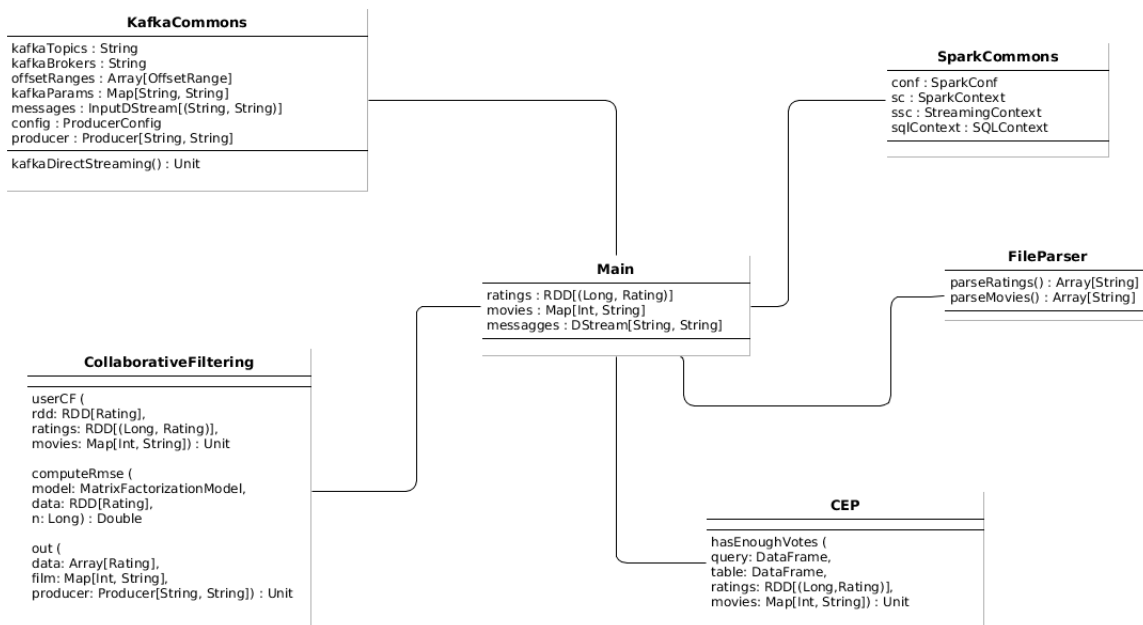 KafkaCommons
kafkaTopics : String
kafkaBrokers : String
offsetRanges : Array[OffsetRange]
kafkaParams : Map[String, String]
messages : InputDStream[(String, String)]
config : ProducerConfig
producer : Producer[String, String]
kafkaDirectStreaming() : Unit
SparkCommons
conf : SparkConf
sc : SparkContext
ssc : StreamingContext
sqlContext : SQLContext
Main
ratings : RDD[(Long, Rating)]
movies : Map[Int, String]
messagges : DStream[String, String]
FileParser
parseRatings() : Array[String]
parseMovies() : Array[String]
CollaborativeFiltering
userCF (
rdd: RDD[Rating],
ratings: RDD[(Long, Rating)],
movies: Map[Int, String]) : Unit
computeRmse (
model: MatrixFactorizationModel,
data: RDD[Rating],
n: Long) : Double
out (
data: Array[Rating],
film: Map[Int, String],
producer: Producer[String, String]) : Unit
CEP
hasEnoughVotes (
query: DataFrame,
table: DataFrame,
ratings: RDD[(Long,Rating)],
movies: Map[Int, String]) : Unit